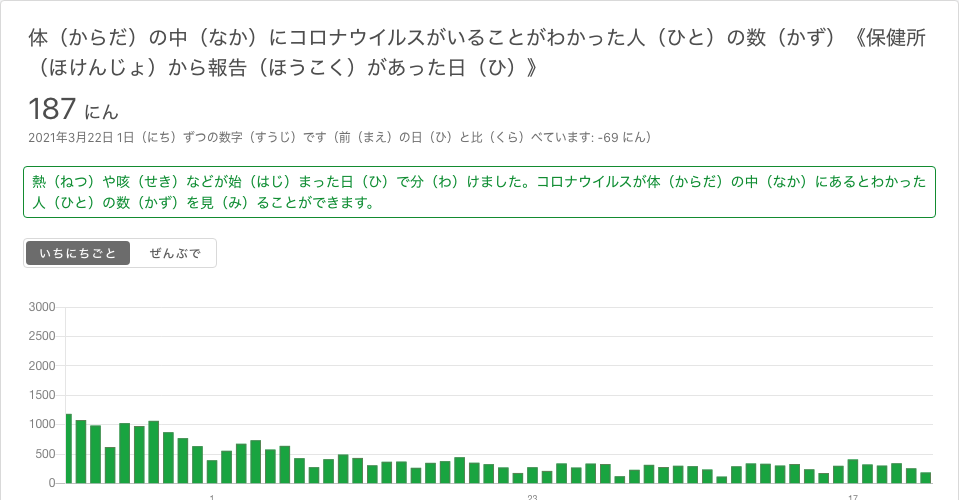 体（からだ）の中（なか）にコロナウイルスがいることがわかった人（ひと）の数（かず）《保健所
（ほけんじょ）から報告（ほうこく）があった日（ひ）》
187 にん
2021年3月22日 1日（にち）ずつの数字（すうじ）です（前（まえ）の日（ひ）と比（くら）べています: -69 にん）
熱（ねつ）や咳（せき）などが始（はじ）まった日（ひ）で分（わ）けました。コロナウイルスが体（からだ）の中（なか）にあるとわかった
人（ひと）の数（かず）を見（み）ることができます。
いちにちごと ぜんぶで
3000
2500
2000
1500
1000
500
0
1 23 17